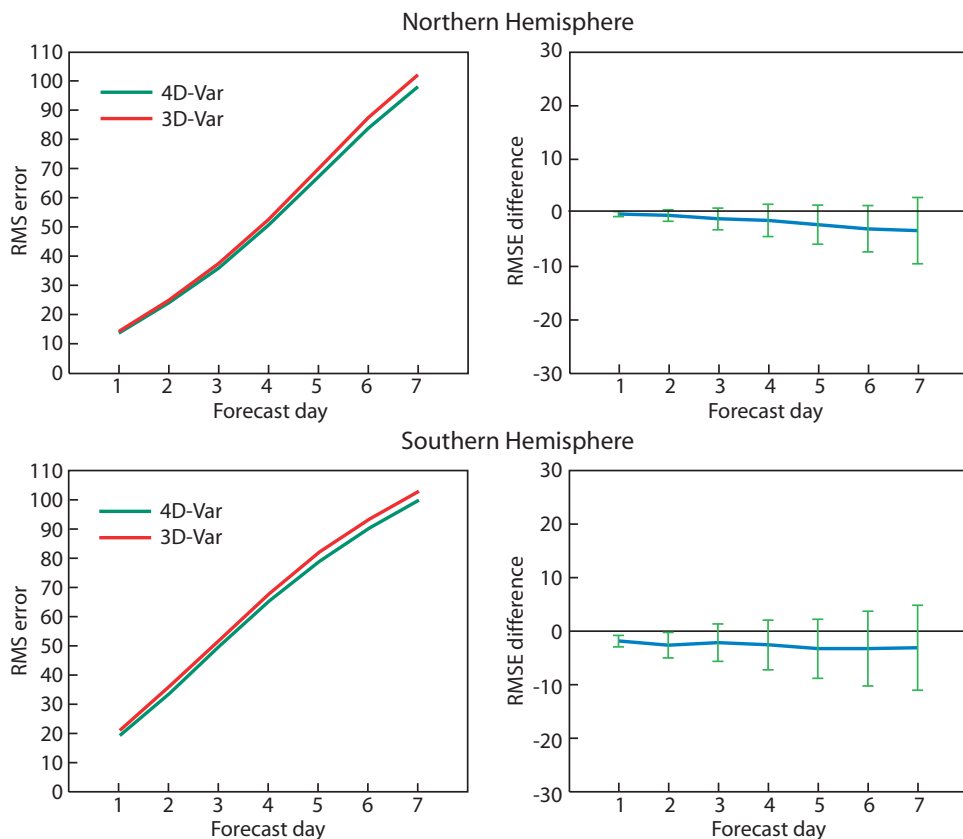 Northern Hemisphere
110
100
90
80
70
60
50
40
30
20
10
0
RMS error
4D-Var
3D-Var
1 2 3 4 5 6 7
Forecast day
30
20
10
0
-10
-20
-30
RMSE difference
1 2 3 4 5 6 7
Forecast day
Southern Hemisphere
110
100
90
80
70
60
50
40
30
20
10
0
RMS error
4D-Var
3D-Var
1 2 3 4 5 6 7
Forecast day
30
20
10
0
-10
-20
-30
RMSE difference
1 2 3 4 5 6 7
Forecast day